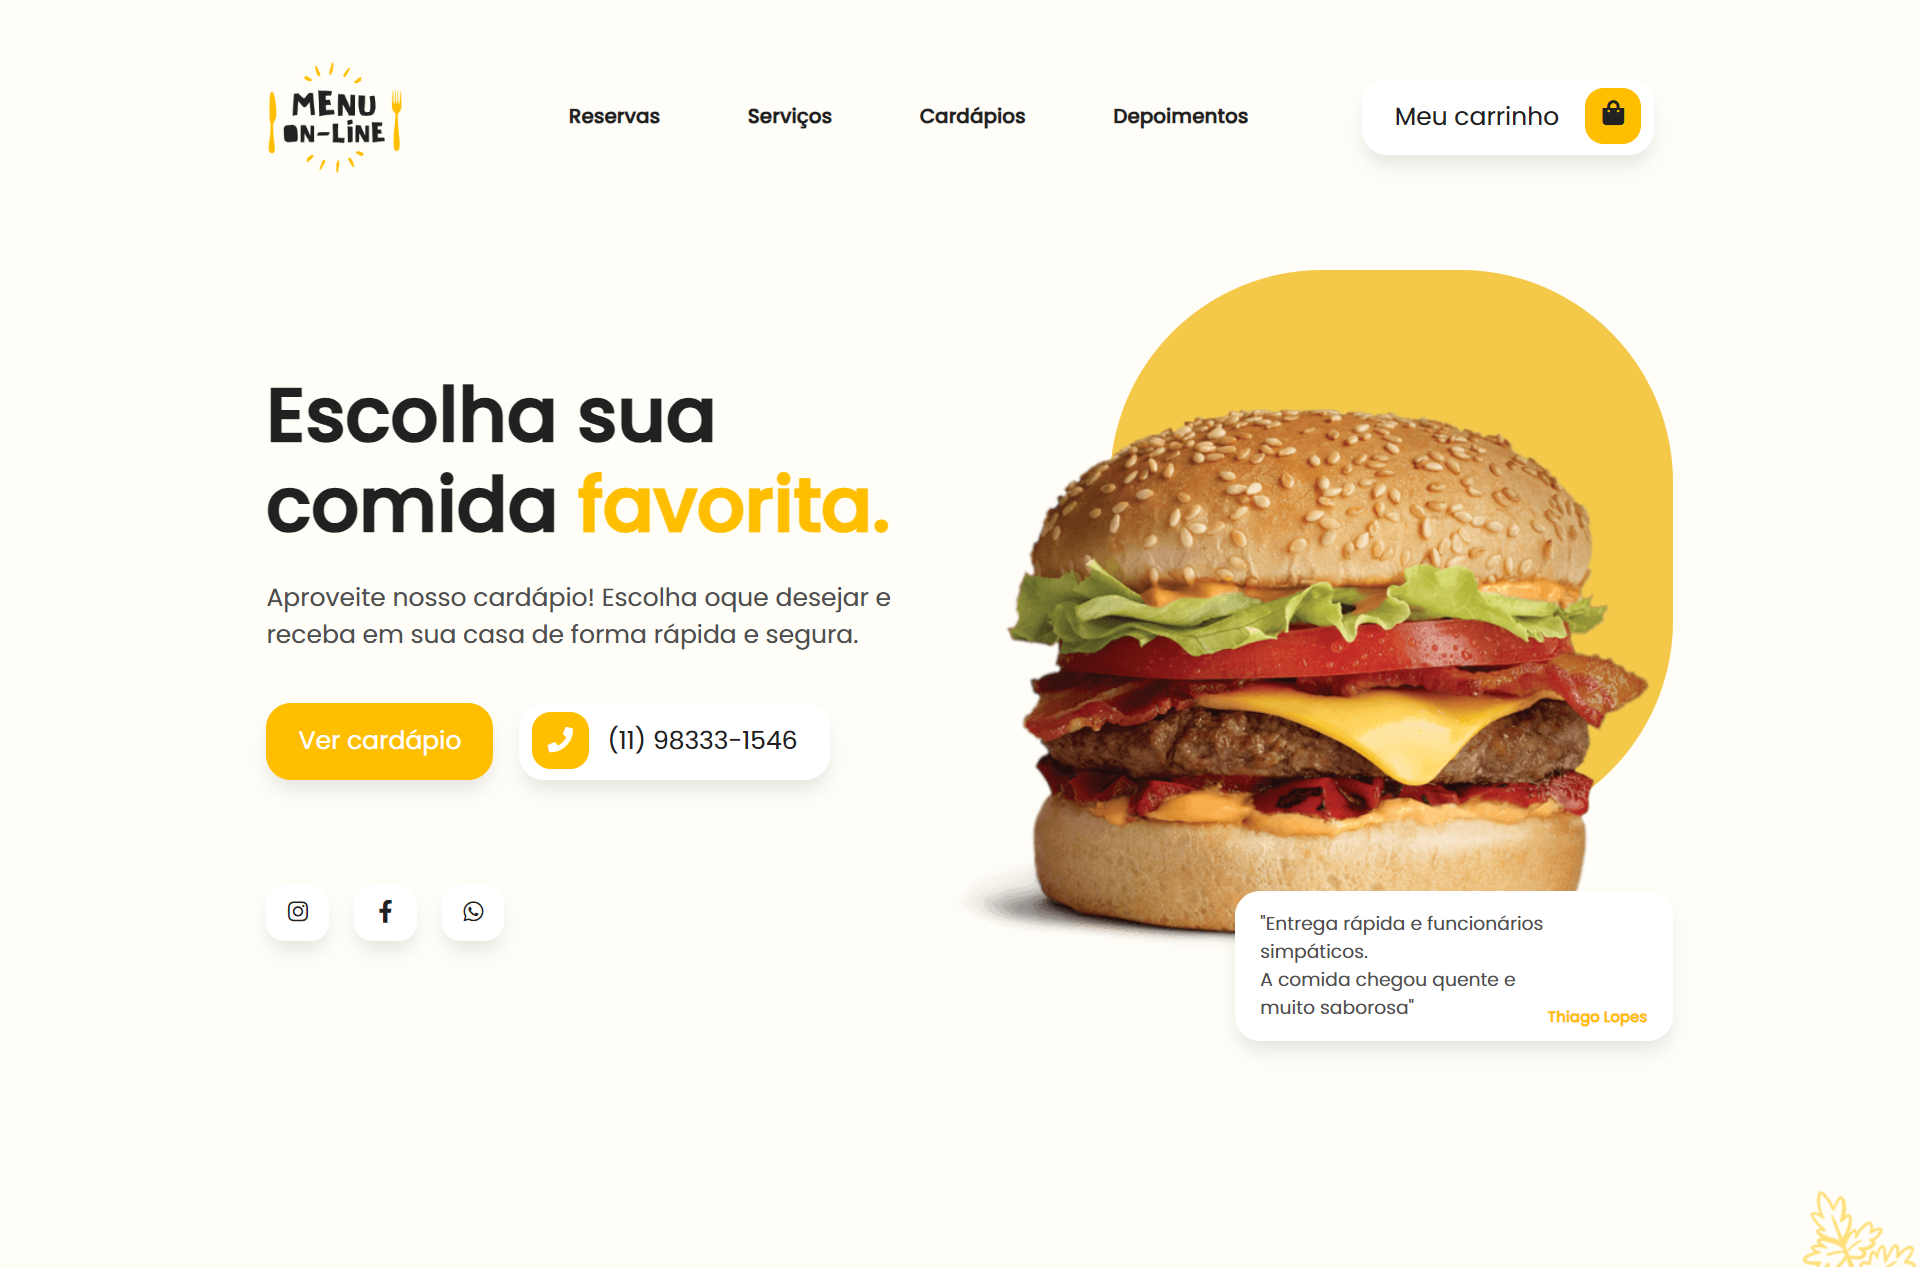 MENU
ON-LINE
Reservas
Serviços
Cardápios
Depoimentos
Meu carrinho
Escolha sua
comida favorita.
Aproveite nosso cardápio! Escolha oque desejar e
receba em sua casa de forma rápida e segura.
Ver cardápio
(11) 98333-1546
"Entrega rápida e funcionários
simpáticos.
A comida chegou quente e
muito saborosa"
Thiago Lopes